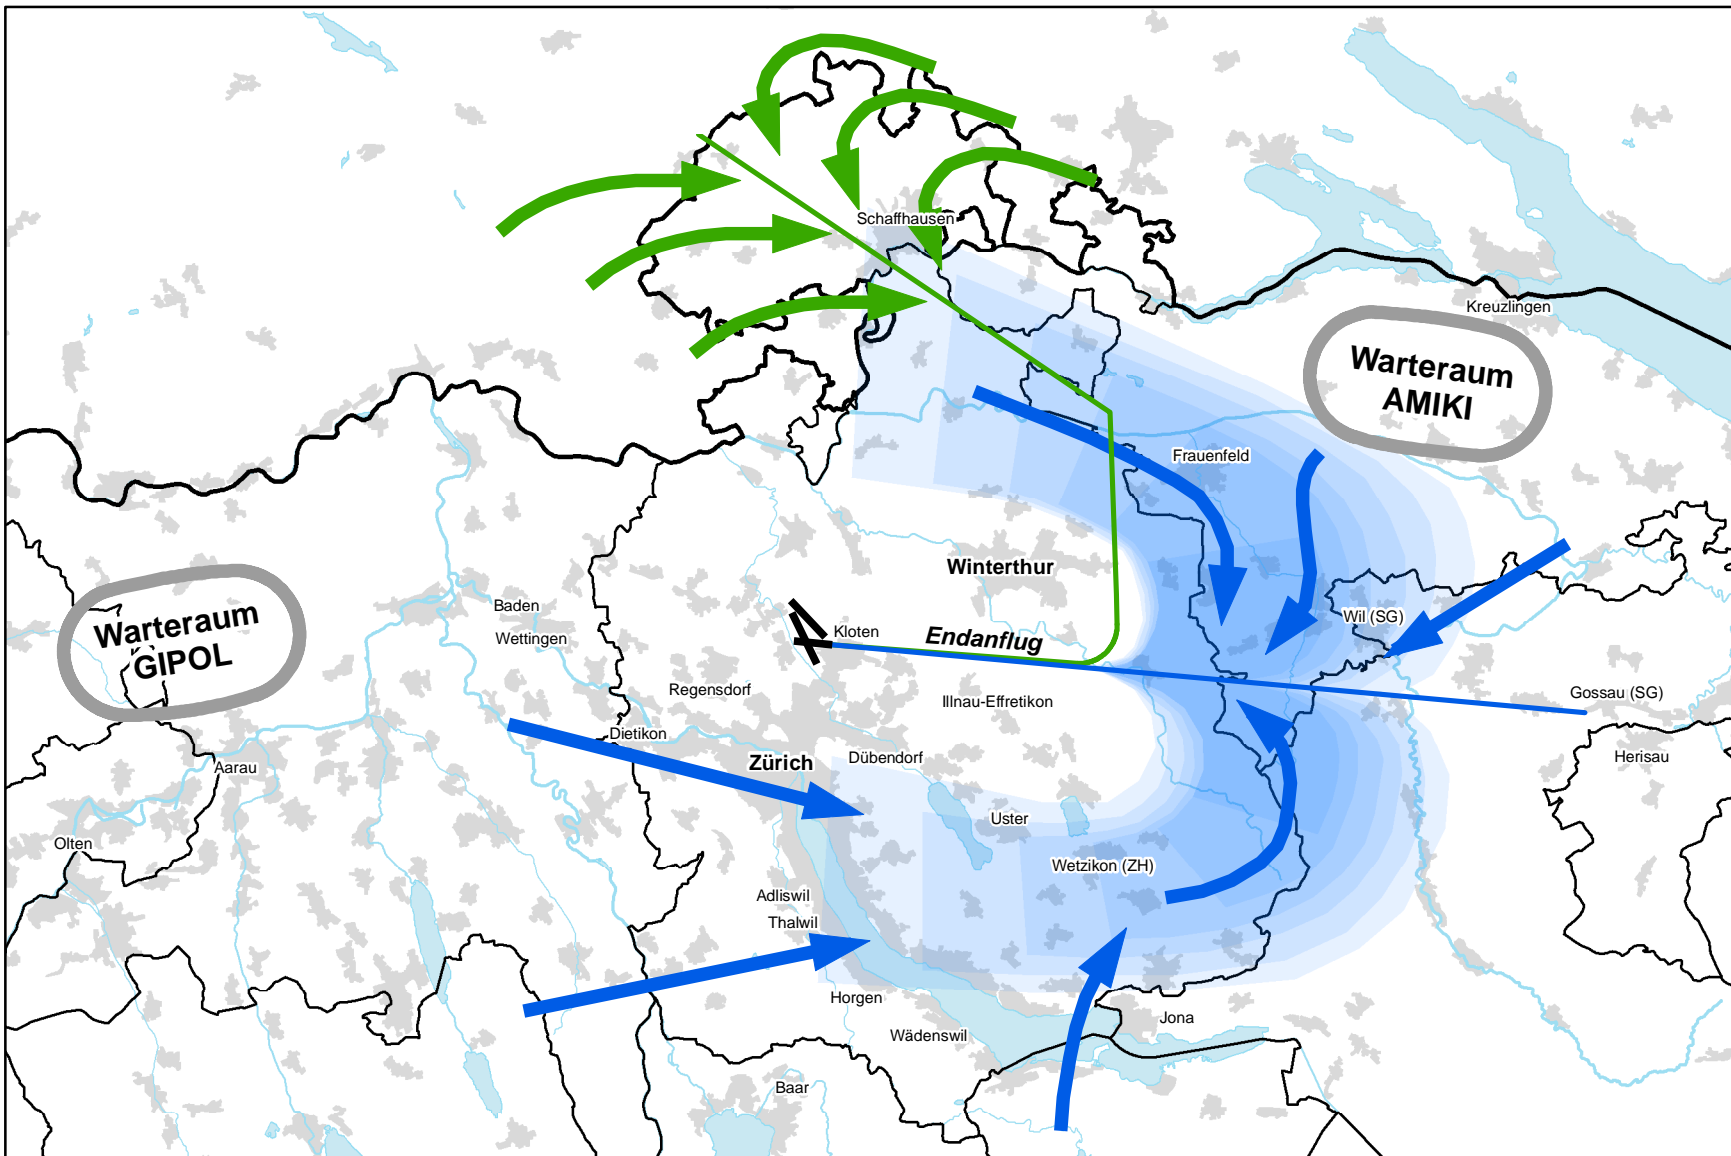 Schaffhausen
Kreuzlingen
Warteraum
AMIKI
Frauenfeld
Winterthur
Baden
Wettingen
Warteraum
GIPOL
Kloten
Endanflug
Wil (SG)
Regensdorf
Illnau-Effretikon
Gossau (SG)
Dietikon
Zürich
Dübendorf
Herisau
Aarau
Uster
Olten
Wetzikon (ZH)
Adliswil
Thalwil
Horgen
Jona
Wädenswil
Baar